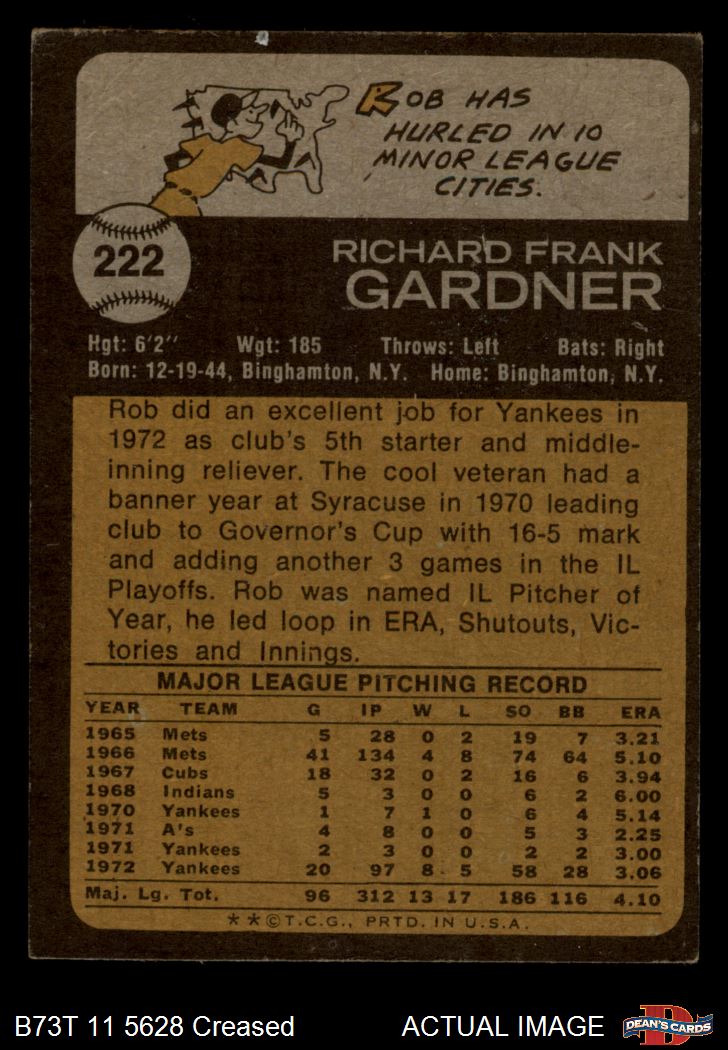 ROB HAS
HURLED IN 10
MINOR LEAGUE
CITIES.
222
RICHARD FRANK
GARDNER
Hgt: 6'2" Wgt: 185 Throws: Left Bats: Right
Born: 12-19-44, Binghamton, N.Y. Home: Binghamton, N.Y.
Rob did an excellent job for Yankees in
1972 as club's 5th starter and middle-
inning reliever. The cool veteran had a
banner year at Syracuse in 1970 leading
club to Governor's Cup with 16-5 mark
and adding another 3 games in the IL
Playoffs. Rob was named IL Pitcher of
Year, he led loop in ERA, Shutouts, Vic-
tories and Innings.
MAJOR LEAGUE PITCHING RECORD
YEAR TEAM G IP W L SO BB ERA
1965 Mets 5 28 0 2 19 7 3.21
1966 Mets 41 134 4 8 74 64 5.10
1967 Cubs 18 32 0 2 16 6 3.94
1968 Indians 5 3 0 0 6 2 6.00
1970 Yankees 1 7 1 0 6 4 5.14
1971 A's 4 8 0 0 5 3 2.25
1971 Yankees 2 3 0 0 2 2 3.00
1972 Yankees 20 97 8 5 58 28 3.06
Maj. Lg. Tot. 96 312 13 17 186 116 4.10
**©T.C.G., PRTD. IN U.S.A.
B73T 11 5628 Creased ACTUAL IMAGE
DEAN'S CARDS